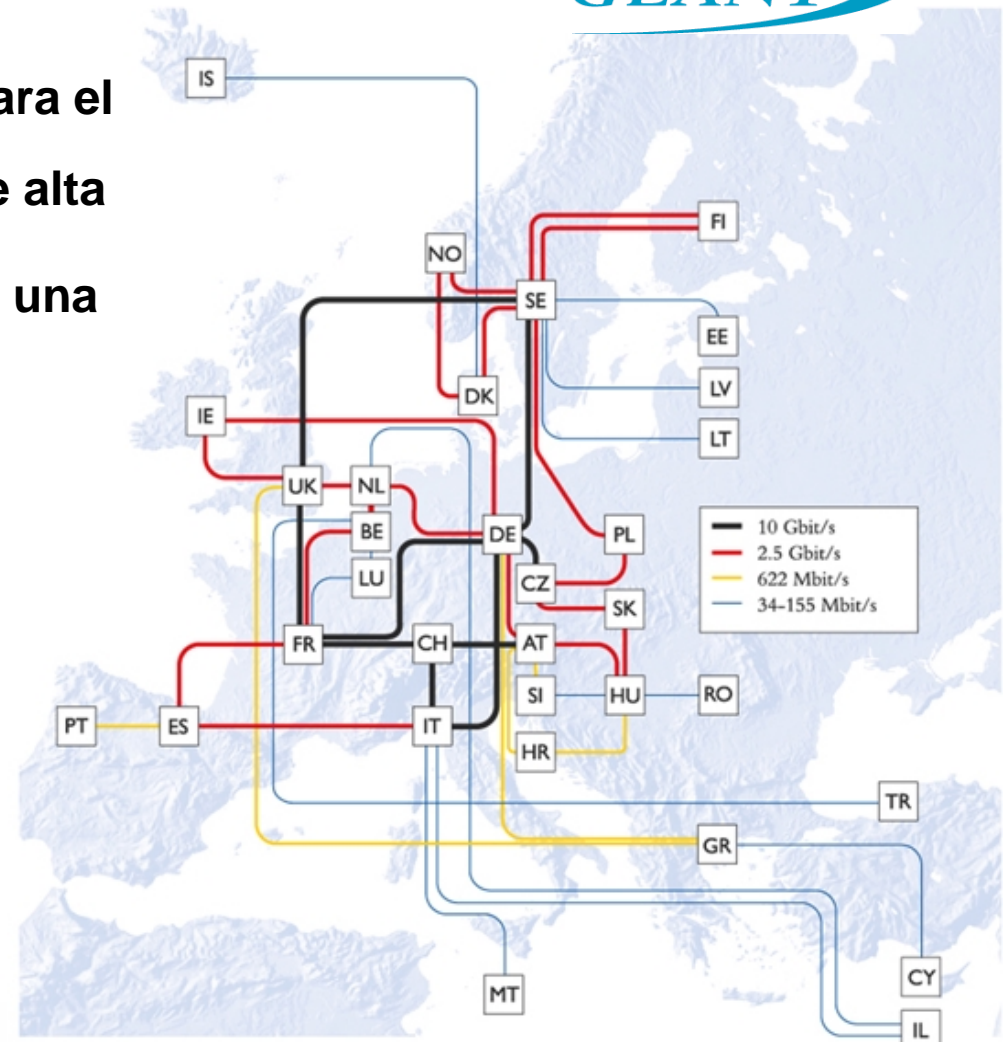 ara el
e alta
una
IS
FI
NO
SE
EE
DK
LV
IE
LT
UK
NL
BE
DE
PL
LU
CZ
SK
FR
CH
AT
SI
HU
RO
PT
ES
IT
HR
TR
GR
CY
MT
IL
10 Gbit/s
2.5 Gbit/s
622 Mbit/s
34-155 Mbit/s